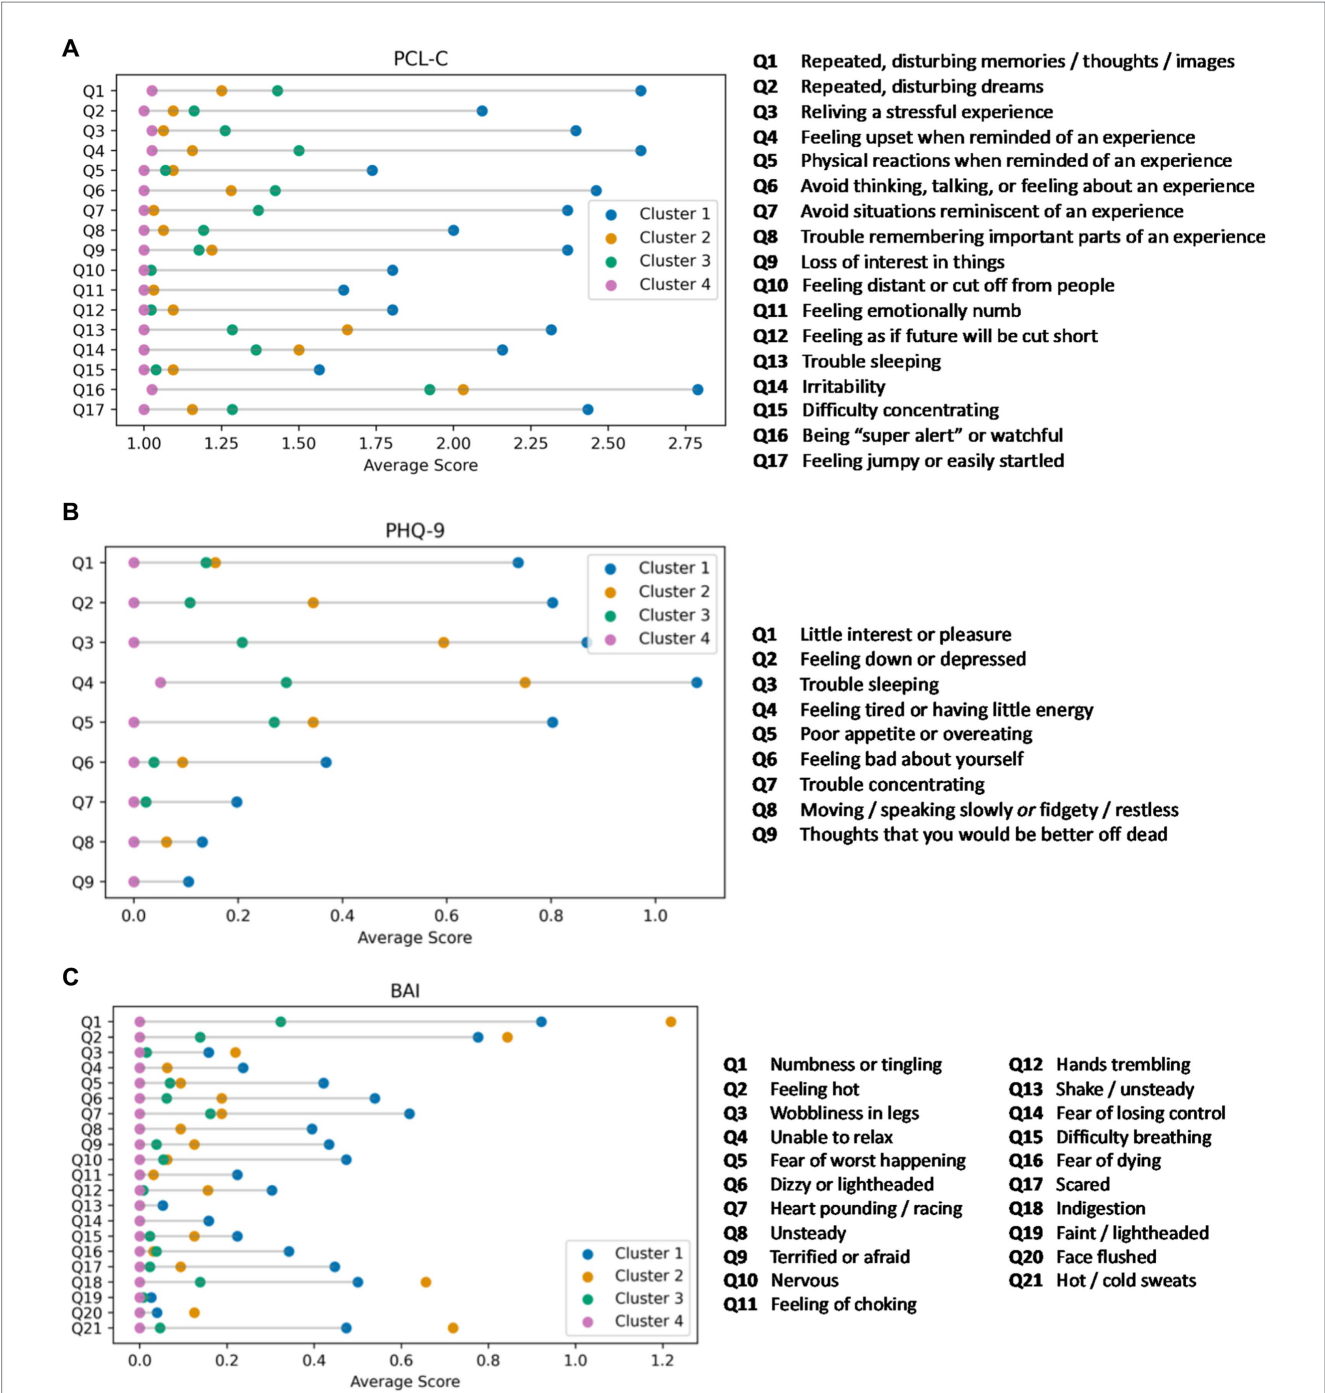 A
PCL-C
Q1
Q2
Q3
Q4
Q5
Q6
Q7
Q8
Q9
Q10
Q11
Q12
Q13
Q14
Q15
Q16
Q17
Cluster 1
Cluster 2
Cluster 3
Cluster 4
1.00 1.25 1.50 1.75 2.00 2.25 2.50 2.75
Average Score
Q1 Repeated, disturbing memories / thoughts / images
Q2 Repeated, disturbing dreams
Q3 Reliving a stressful experience
Q4 Feeling upset when reminded of an experience
Q5 Physical reactions when reminded of an experience
Q6 Avoid thinking, talking, or feeling about an experience
Q7 Avoid situations reminiscent of an experience
Q8 Trouble remembering important parts of an experience
Q9 Loss of interest in things
Q10 Feeling distant or cut off from people
Q11 Feeling emotionally numb
Q12 Feeling as if future will be cut short
Q13 Trouble sleeping
Q14 Irritability
Q15 Difficulty concentrating
Q16 Being “super alert” or watchful
Q17 Feeling jumpy or easily startled
B
PHQ-9
Q1
Q2
Q3
Q4
Q5
Q6
Q7
Q8
Q9
Cluster 1
Cluster 2
Cluster 3
Cluster 4
0.0 0.2 0.4 0.6 0.8 1.0
Average Score
Q1 Little interest or pleasure
Q2 Feeling down or depressed
Q3 Trouble sleeping
Q4 Feeling tired or having little energy
Q5 Poor appetite or overeating
Q6 Feeling bad about yourself
Q7 Trouble concentrating
Q8 Moving / speaking slowly or fidgety / restless
Q9 Thoughts that you would be better off dead
C
BAI
Q1
Q2
Q3
Q4
Q5
Q6
Q7
Q8
Q9
Q10
Q11
Q12
Q13
Q14
Q15
Q16
Q17
Q18
Q19
Q20
Q21
Cluster 1
Cluster 2
Cluster 3
Cluster 4
0.0 0.2 0.4 0.6 0.8 1.0 1.2
Average Score
Q1 Numbness or tingling
Q2 Feeling hot
Q3 Wobbliness in legs
Q4 Unable to relax
Q5 Fear of worst happening
Q6 Dizzy or lightheaded
Q7 Heart pounding / racing
Q8 Unsteady
Q9 Terrified or afraid
Q10 Nervous
Q11 Feeling of choking
Q12 Hands trembling
Q13 Shake / unsteady
Q14 Fear of losing control
Q15 Difficulty breathing
Q16 Fear of dying
Q17 Scared
Q18 Indigestion
Q19 Faint / lightheaded
Q20 Face flushed
Q21 Hot / cold sweats